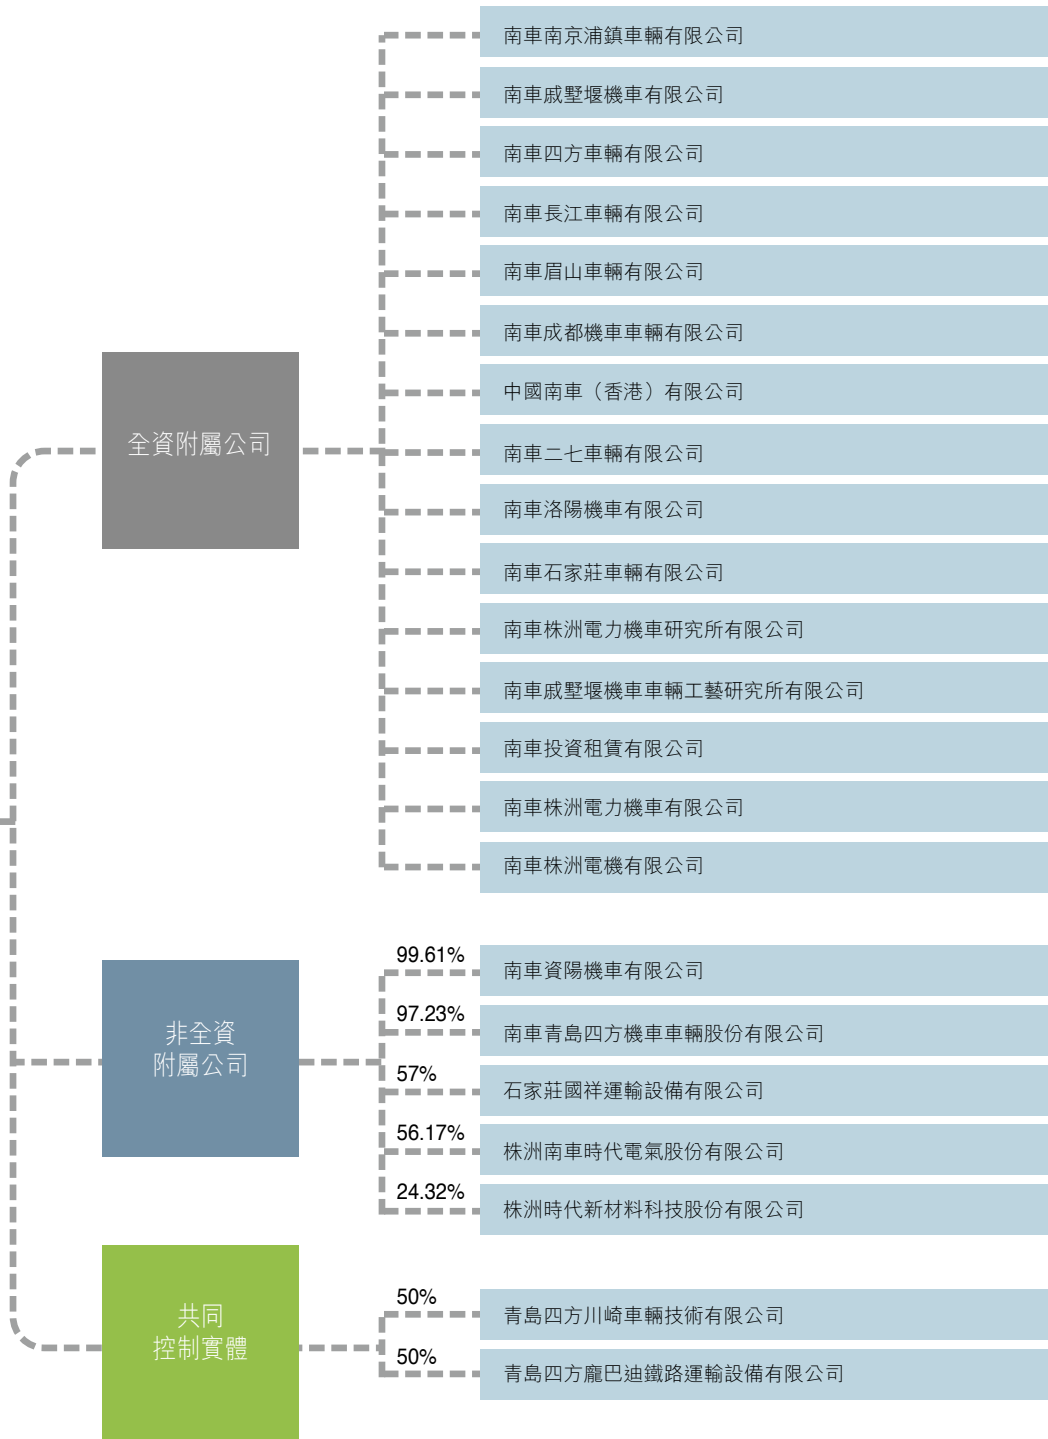 全資附屬公司
南車南京浦鎮車輛有限公司
南車戚墅堰機車有限公司
南車四方車輛有限公司
南車長江車輛有限公司
南車眉山車輛有限公司
南車成都機車車輛有限公司
中國南車（香港）有限公司
南車二七車輛有限公司
南車洛陽機車有限公司
南車石家莊車輛有限公司
南車株洲電力機車研究所有限公司
南車戚墅堰機車車輛工藝研究所有限公司
南車投資租賃有限公司
南車株洲電力機車有限公司
南車株洲電機有限公司
非全資
附屬公司
99.61%
南車資陽機車有限公司
97.23%
南車青島四方機車車輛股份有限公司
57%
石家莊國祥運輸設備有限公司
56.17%
株洲南車時代電氣股份有限公司
24.32%
株洲時代新材料科技股份有限公司
共同
控制實體
50%
青島四方川崎車輛技術有限公司
50%
青島四方龐巴迪鐵路運輸設備有限公司